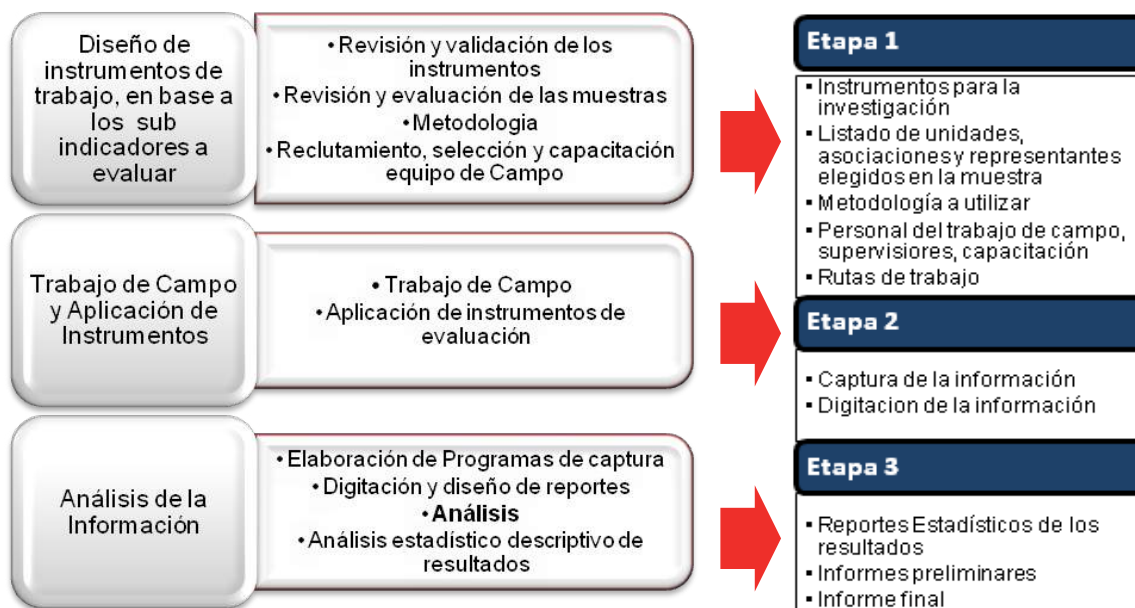 Diseño de
instrumentos de
trabajo, en base a
los sub
indicadores a
evaluar
• Revisión y validación de los
instrumentos
• Revisión y evaluación de las muestras
• Metodologia
• Reclutamiento, selección y capacitación
equipo de Campo
Etapa 1
▪ Instrumentos para la
investigación
▪ Listado de unidades,
asociaciones y representantes
elegidos en la muestra
▪ Metodología a utilizar
▪ Personal del trabajo de campo,
supervisiores, capacitación
▪ Rutas de trabajo
Trabajo de Campo
y Aplicación de
Instrumentos
• Trabajo de Campo
• Aplicación de instrumentos de
evaluación
Etapa 2
▪ Captura de la información
▪ Digitacion de la información
Análisis de la
Información
• Elaboración de Programas de captura
• Digitación y diseño de reportes
• Análisis
• Análisis estadístico descriptivo de
resultados
Etapa 3
▪ Reportes Estadísticos de los
resultados
▪ Informes preliminares
▪ Informe final